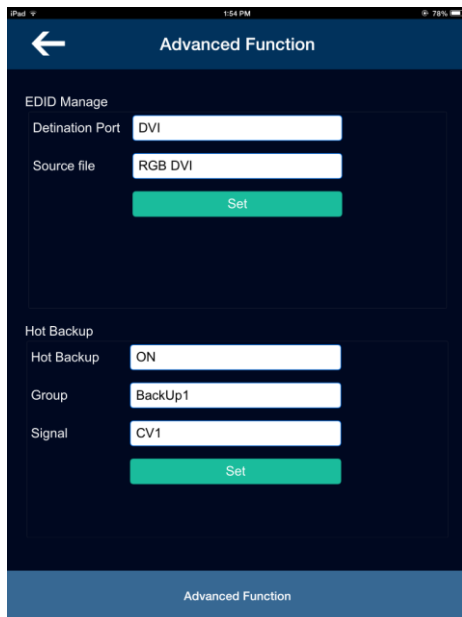 iPad 1:54 PM 78%
Advanced Function
EDID Manage
Detination Port DVI
Source file RGB DVI
Set
Hot Backup
Hot Backup ON
Group BackUp1
Signal CV1
Set
Advanced Function